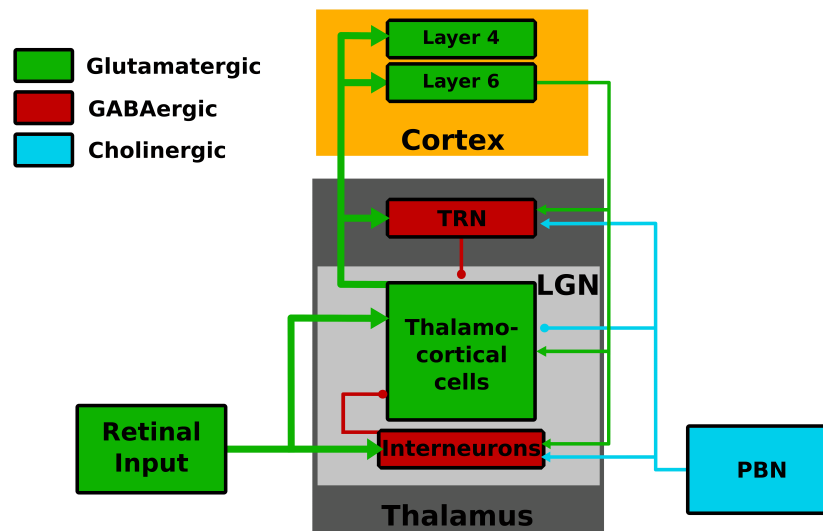 Glutamatergic
GABAergic
Cholinergic
Layer 4
Layer 6
Cortex
TRN
LGN
Thalamo-
cortical
cells
Retinal
Input
Interneurons
PBN
Thalamus